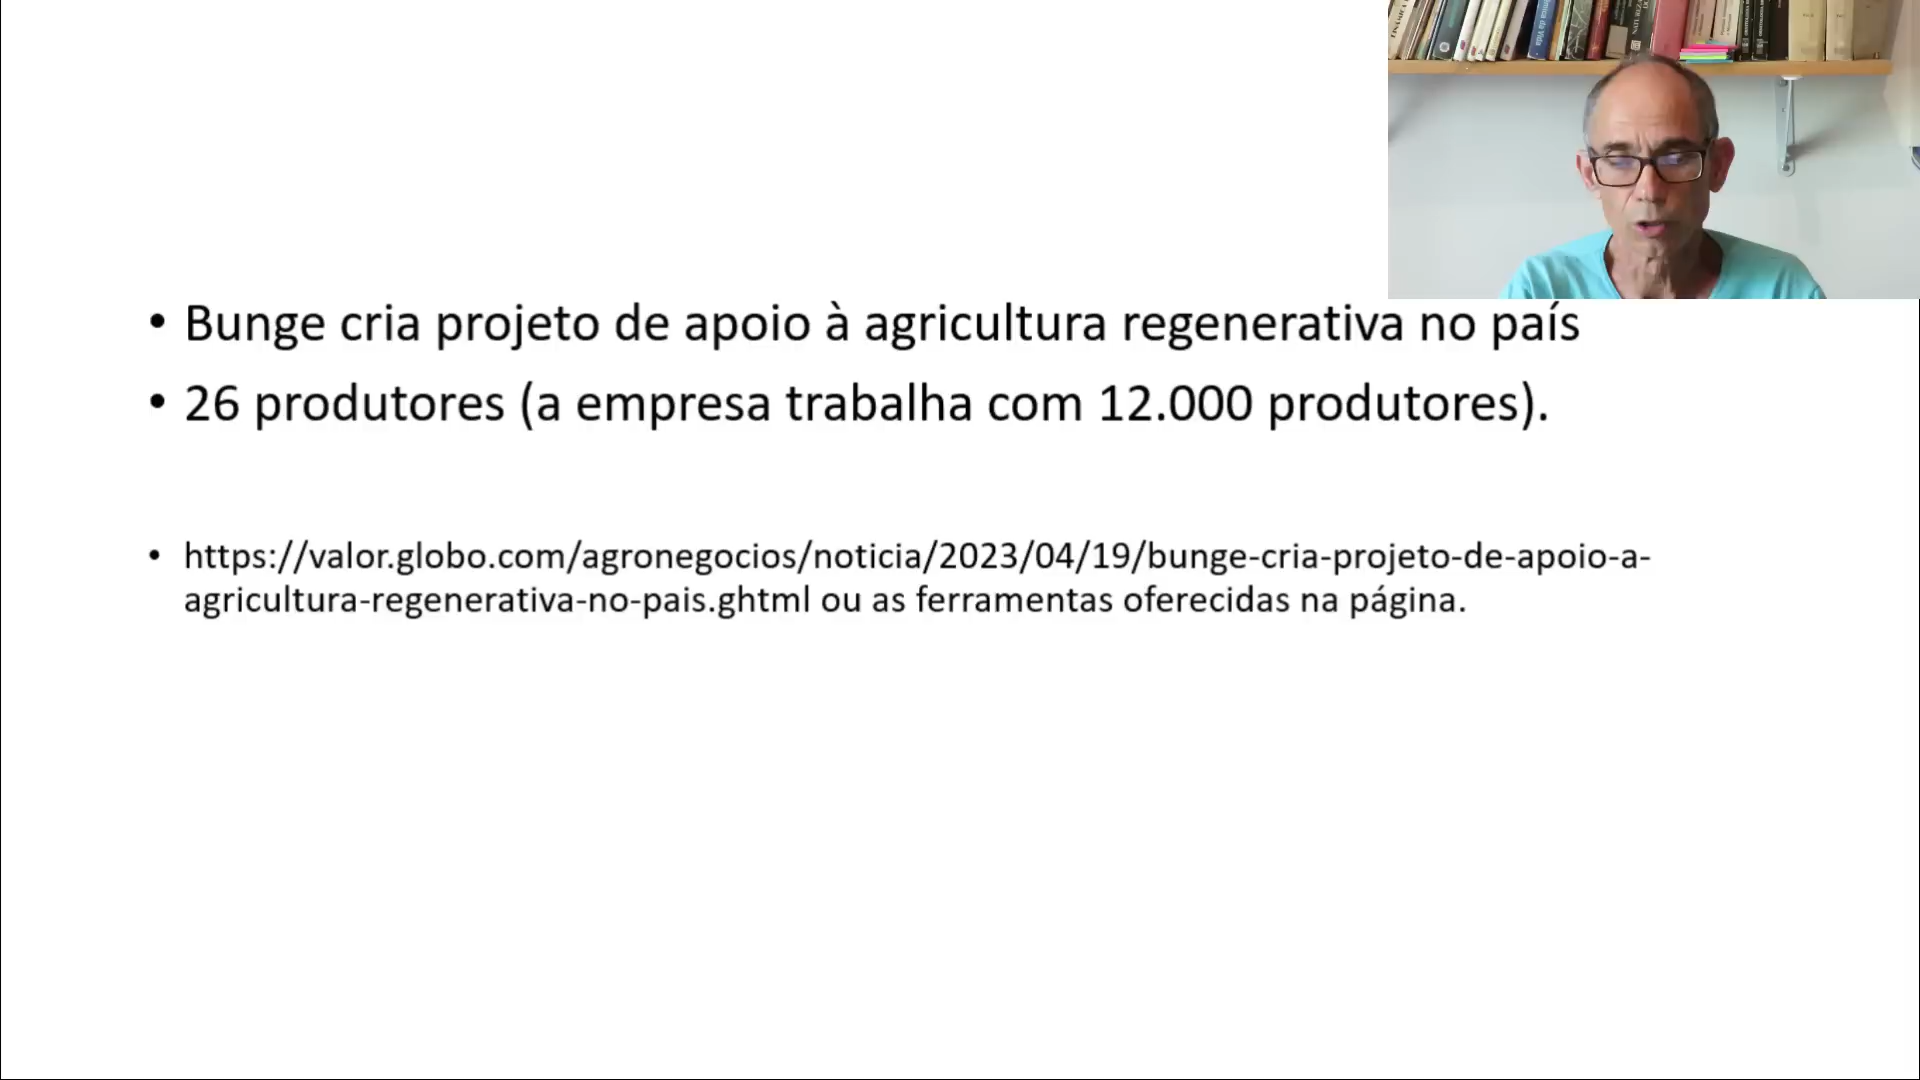 • Bunge cria projeto de apoio à agricultura regenerativa no país
• 26 produtores (a empresa trabalha com 12.000 produtores).
• https://valor.globo.com/agronegocios/noticia/2023/04/19/bunge-cria-projeto-de-apoio-a-
agricultura-regenerativa-no-pais.ghtml ou as ferramentas oferecidas na página.